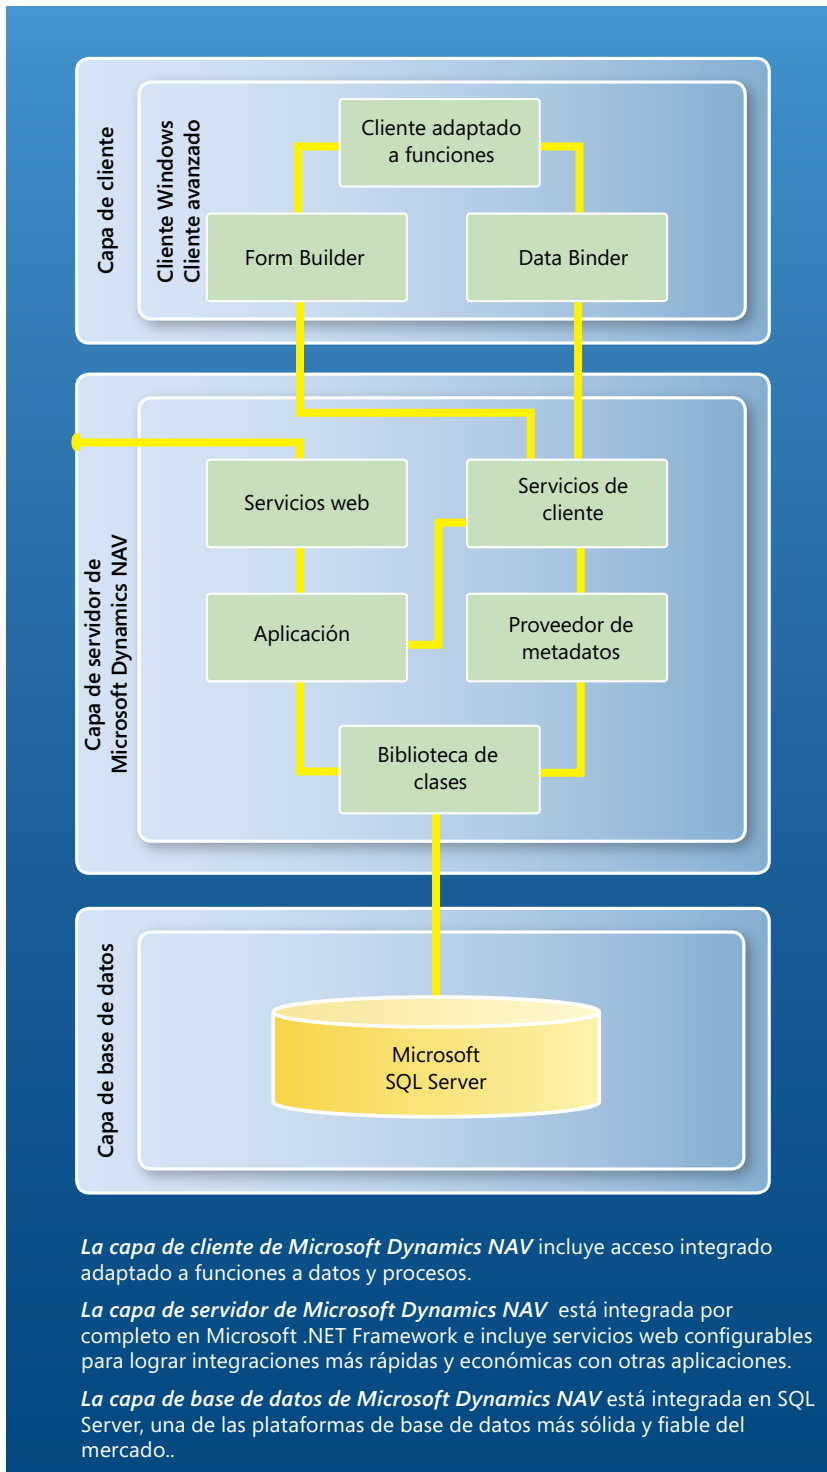 Capa de cliente
Cliente Windows
Cliente avanzado
Cliente adaptado
a funciones
Form Builder
Data Binder
Capa de servidor de
Microsoft Dynamics NAV
Servicios web
Servicios de
cliente
Aplicación
Proveedor de
metadatos
Biblioteca de
clases
Capa de base de datos
Microsoft
SQL Server
La capa de cliente de Microsoft Dynamics NAV incluye acceso integrado
adaptado a funciones a datos y procesos.
La capa de servidor de Microsoft Dynamics NAV está integrada por
completo en Microsoft .NET Framework e incluye servicios web configurables
para lograr integraciones más rápidas y económicas con otras aplicaciones.
La capa de base de datos de Microsoft Dynamics NAV está integrada en SQL
Server, una de las plataformas de base de datos más sólida y fiable del
mercado..